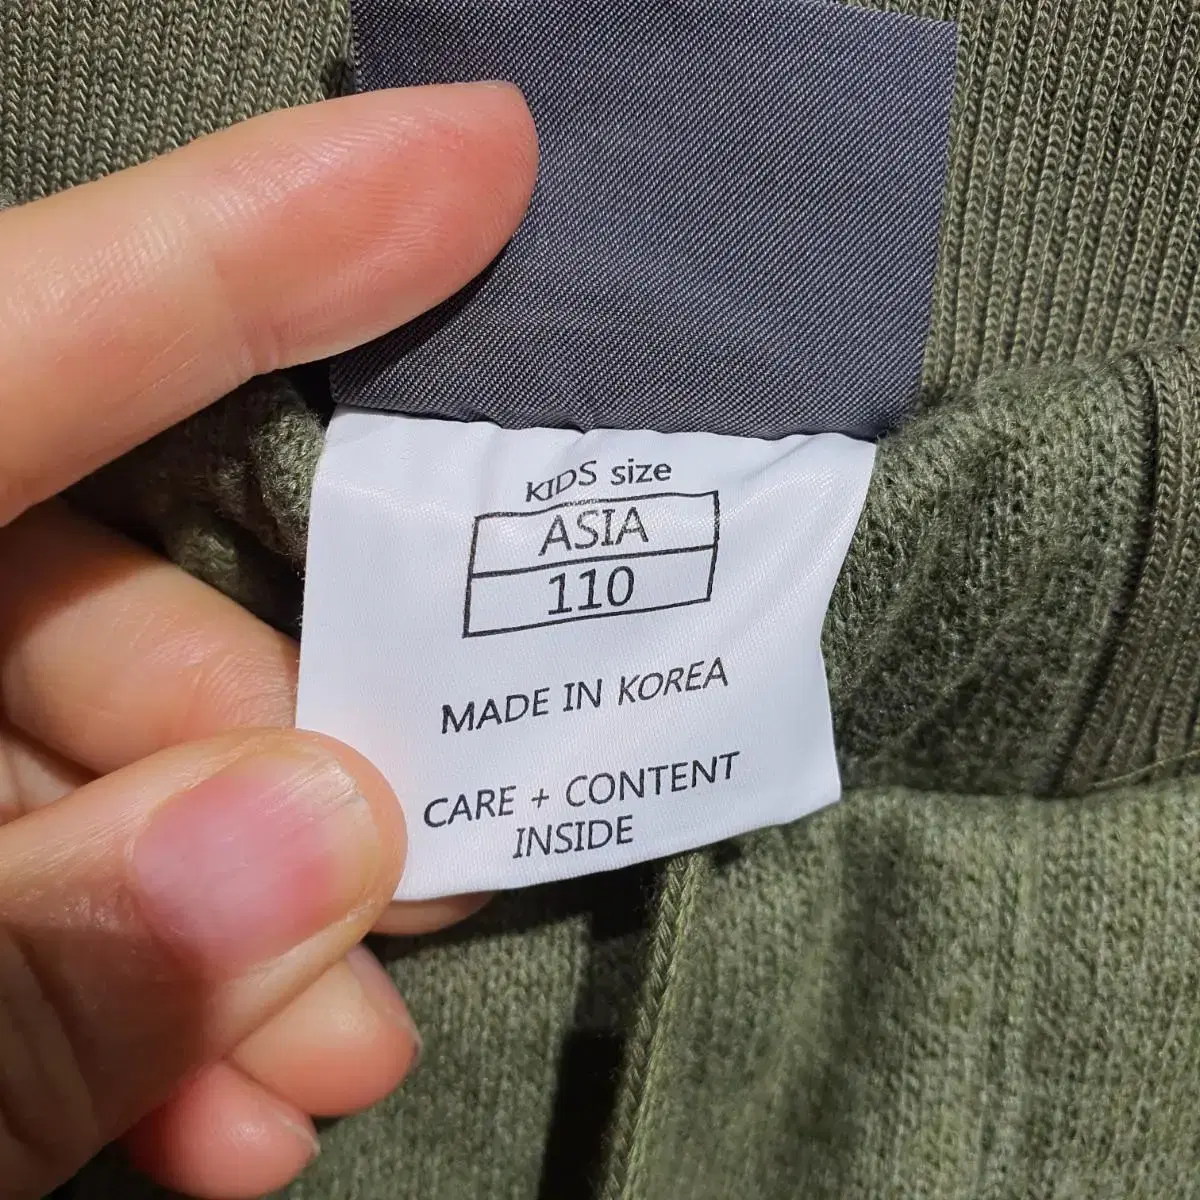 KIDS size
ASIA
110
MADE IN KOREA
CARE + CONTENT
INSIDE